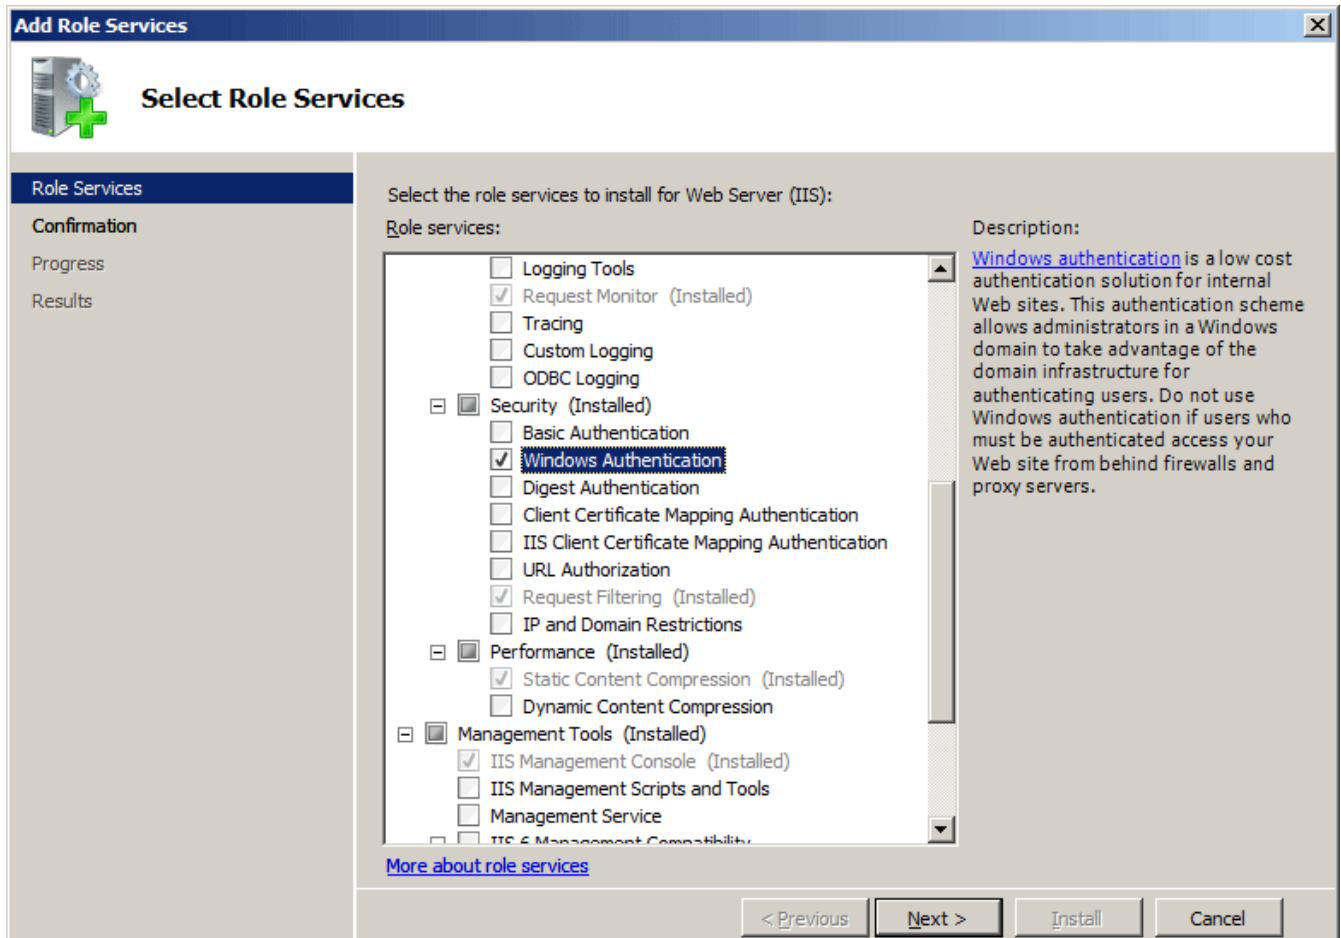 Add Role Services
Select Role Services
Role Services
Confirmation
Progress
Results
Select the role services to install for Web Server (IIS):
Role services:
Logging Tools
Request Monitor (Installed)
Tracing
Custom Logging
ODBC Logging
Security (Installed)
Basic Authentication
Windows Authentication
Digest Authentication
Client Certificate Mapping Authentication
IIS Client Certificate Mapping Authentication
URL Authorization
Request Filtering (Installed)
IP and Domain Restrictions
Performance (Installed)
Static Content Compression (Installed)
Dynamic Content Compression
Management Tools (Installed)
IIS Management Console (Installed)
IIS Management Scripts and Tools
Management Service
IIS 6 Management Compatibility
More about role services
Description:
Windows authentication is a low cost
authentication solution for internal
Web sites. This authentication scheme
allows administrators in a Windows
domain to take advantage of the
domain infrastructure for
authenticating users. Do not use
Windows authentication if users who
must be authenticated access your
Web site from behind firewalls and
proxy servers.
< Previous
Next >
Install
Cancel